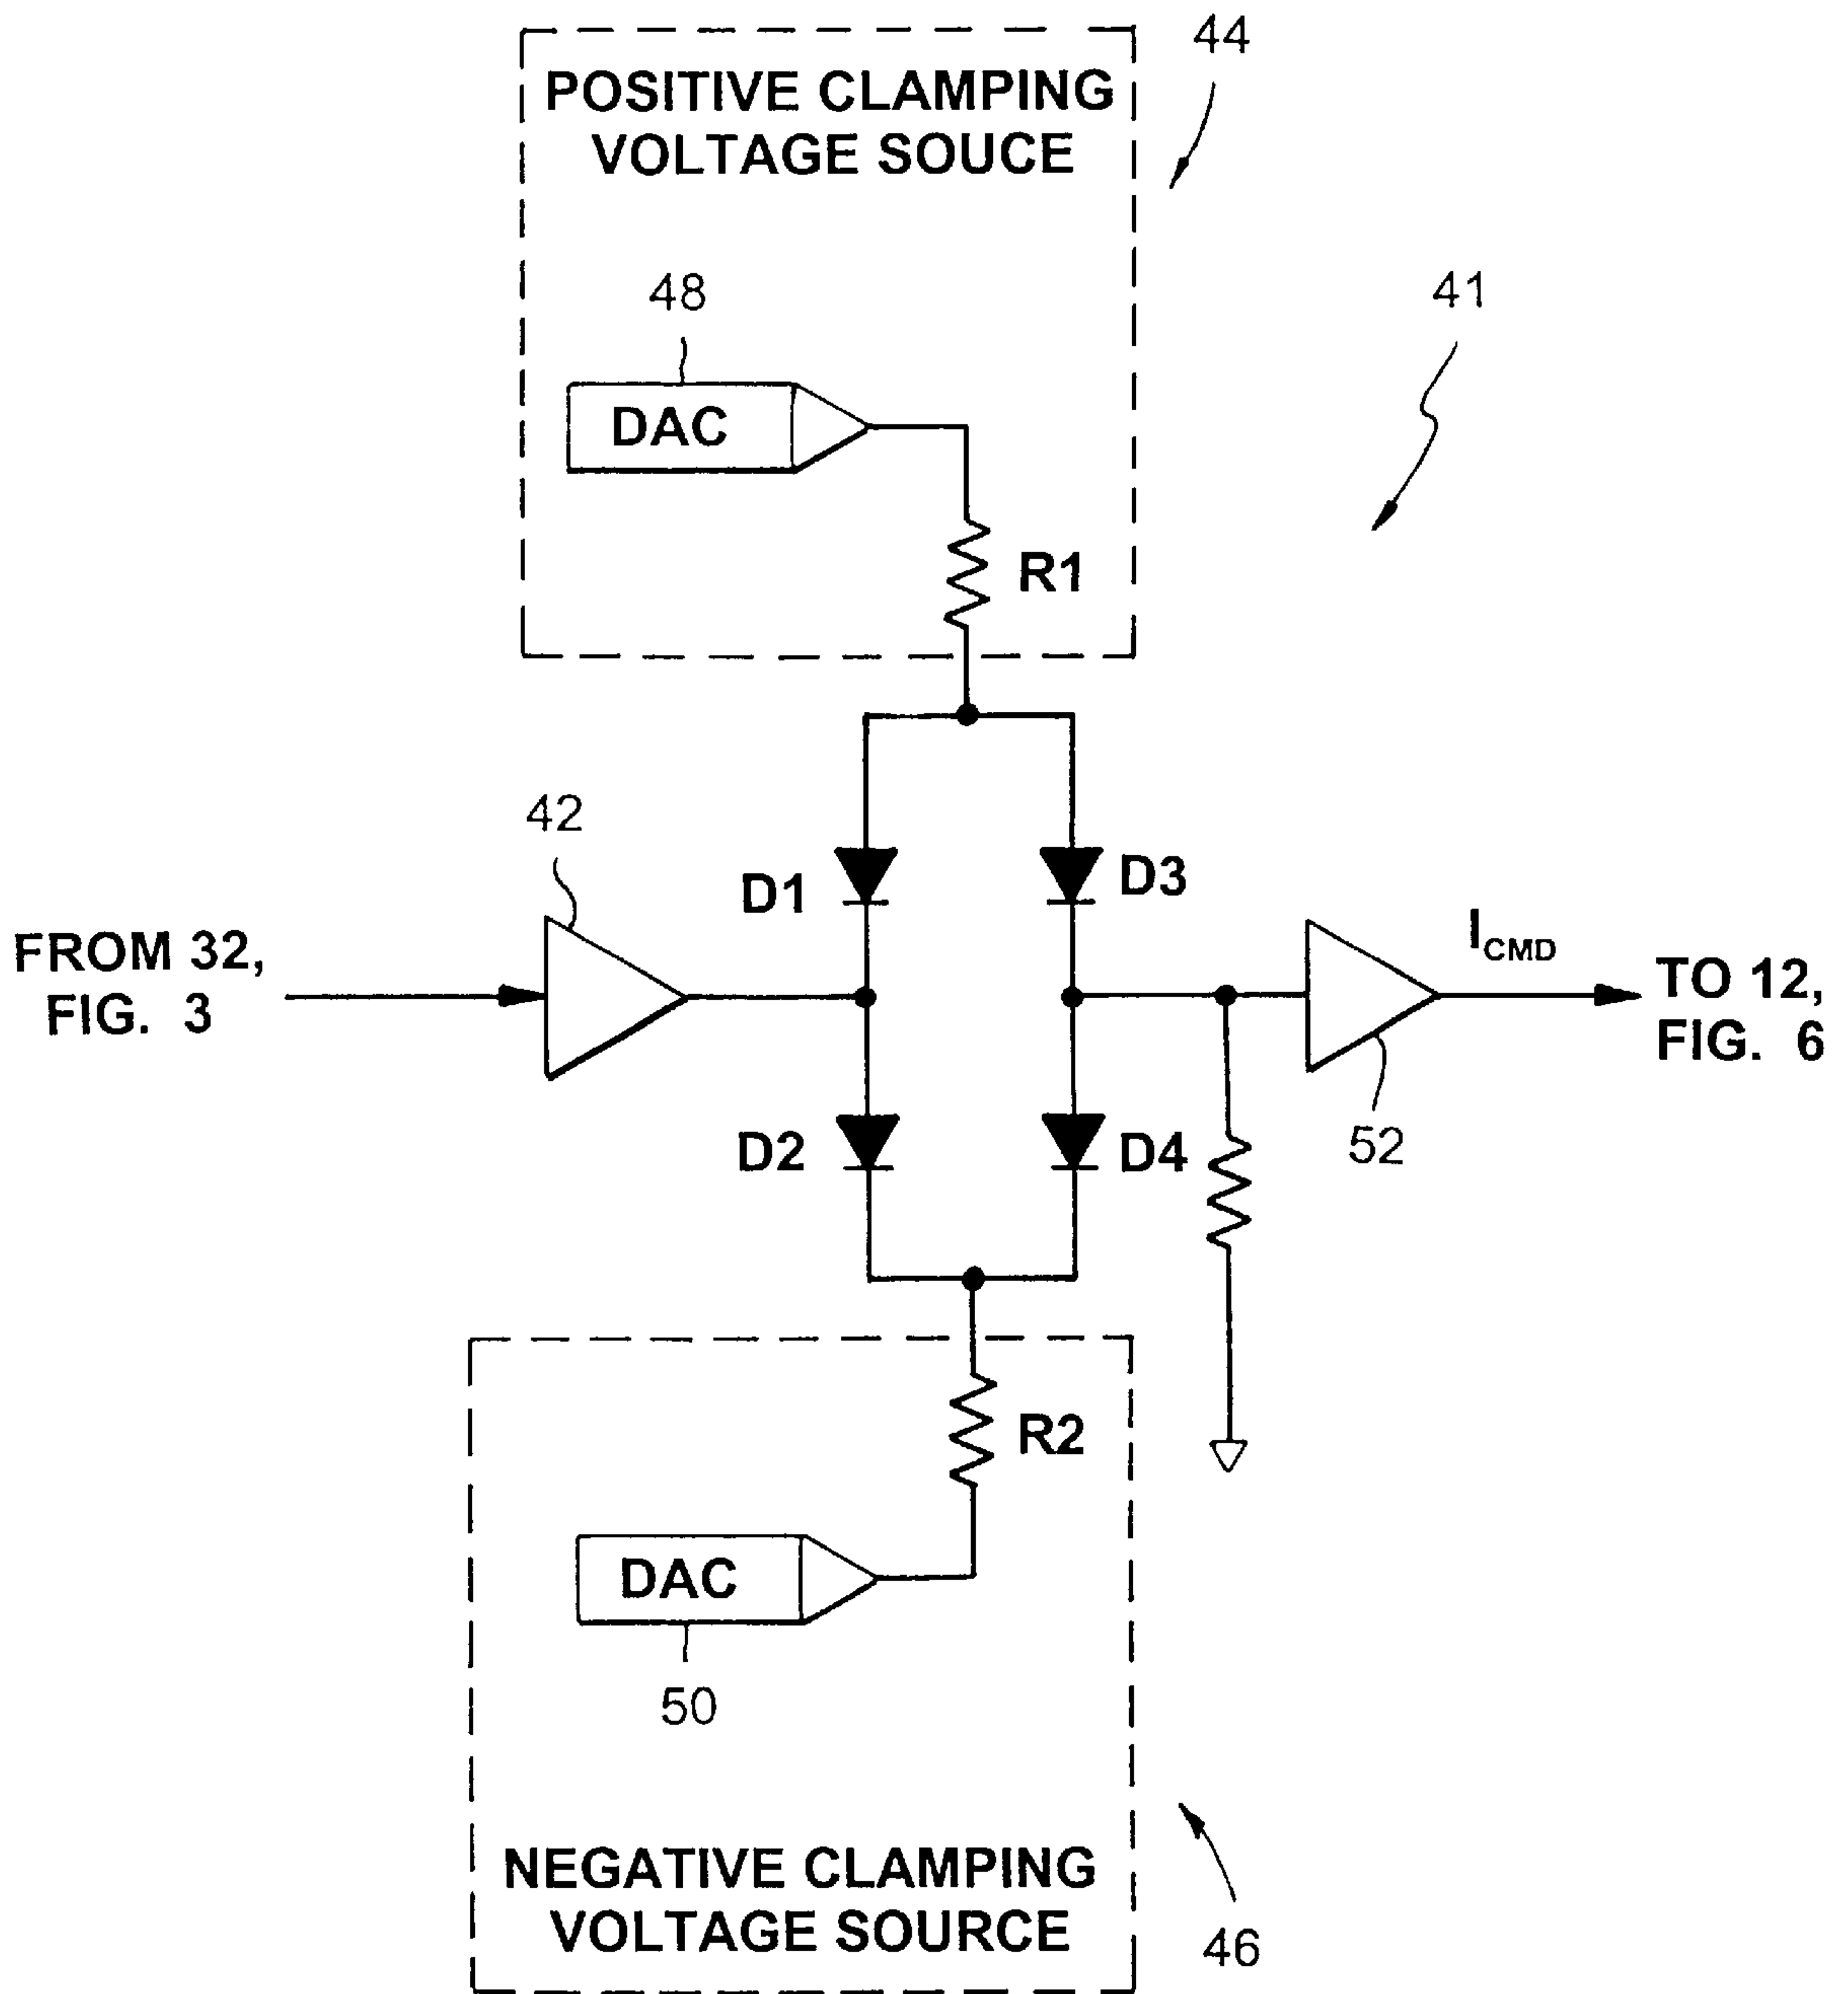 44
POSITIVE CLAMPING
VOLTAGE SOUCE
48
41
DAC
R1
42
D1
D3
FROM 32,
FIG. 3
I_CMD
TO 12,
FIG. 6
D2
D4
52
R2
DAC
50
NEGATIVE CLAMPING
VOLTAGE SOURCE
46